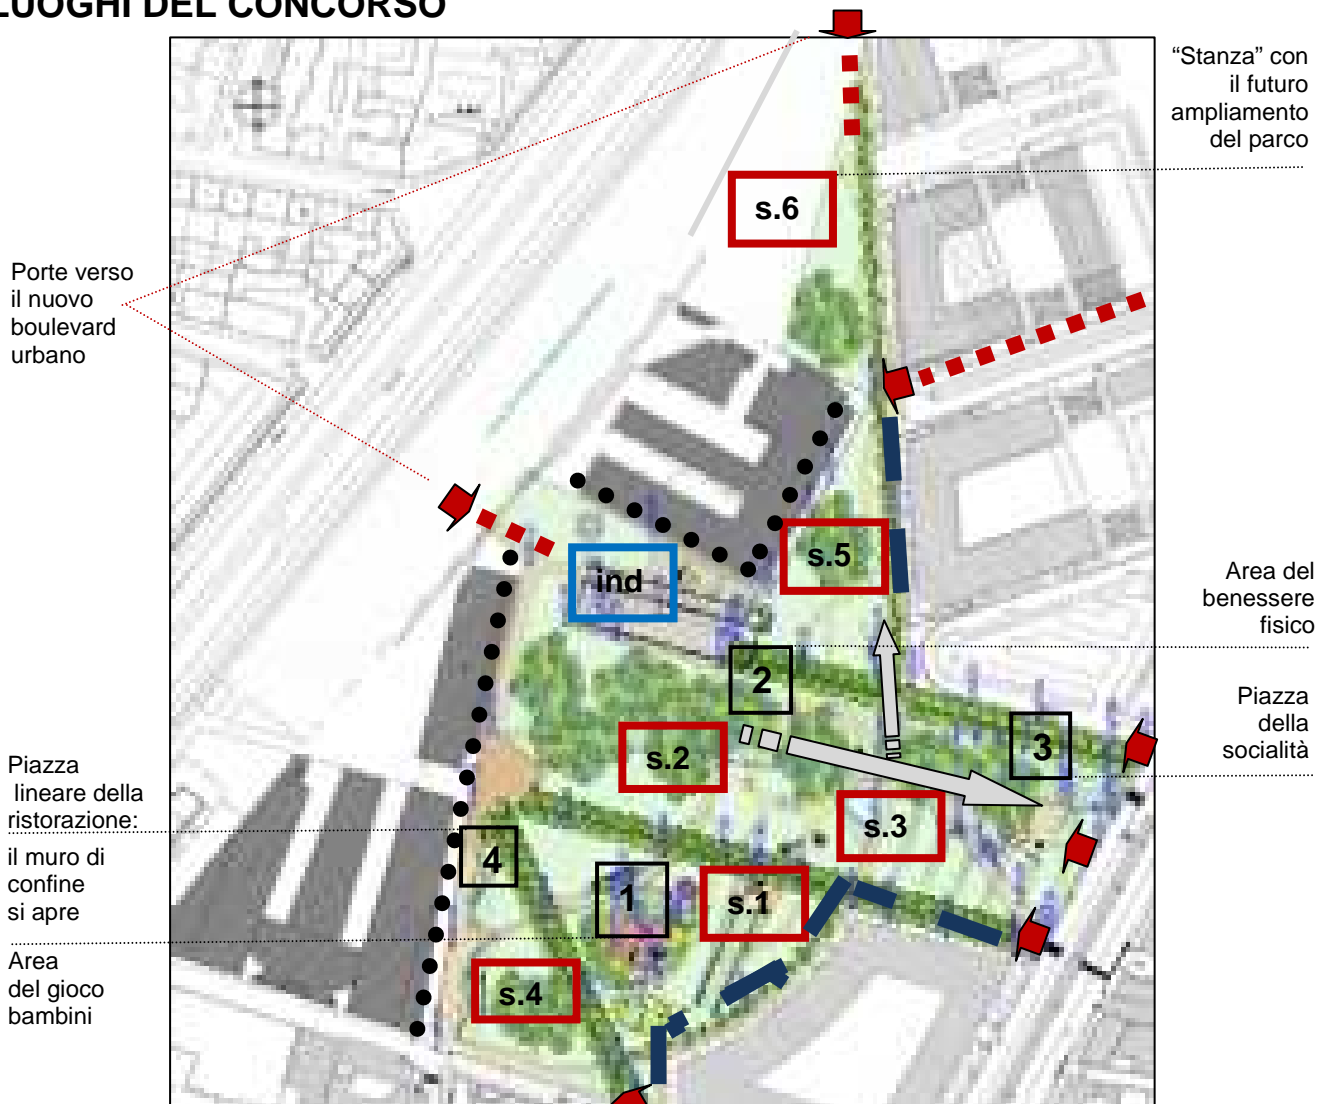 LUOGHI DEL CONCORSO
“Stanza” con
il futuro
ampliamento
del parco
s.6
Porte verso
il nuovo
boulevard
urbano
s.5
ind
Area del
benessere
fisico
2
3
Piazza
della
socialità
s.2
Piazza
lineare della
ristorazione:
il muro di
confine
si apre
s.3
4
1
s.1
Area
del gioco
bambini
s.4